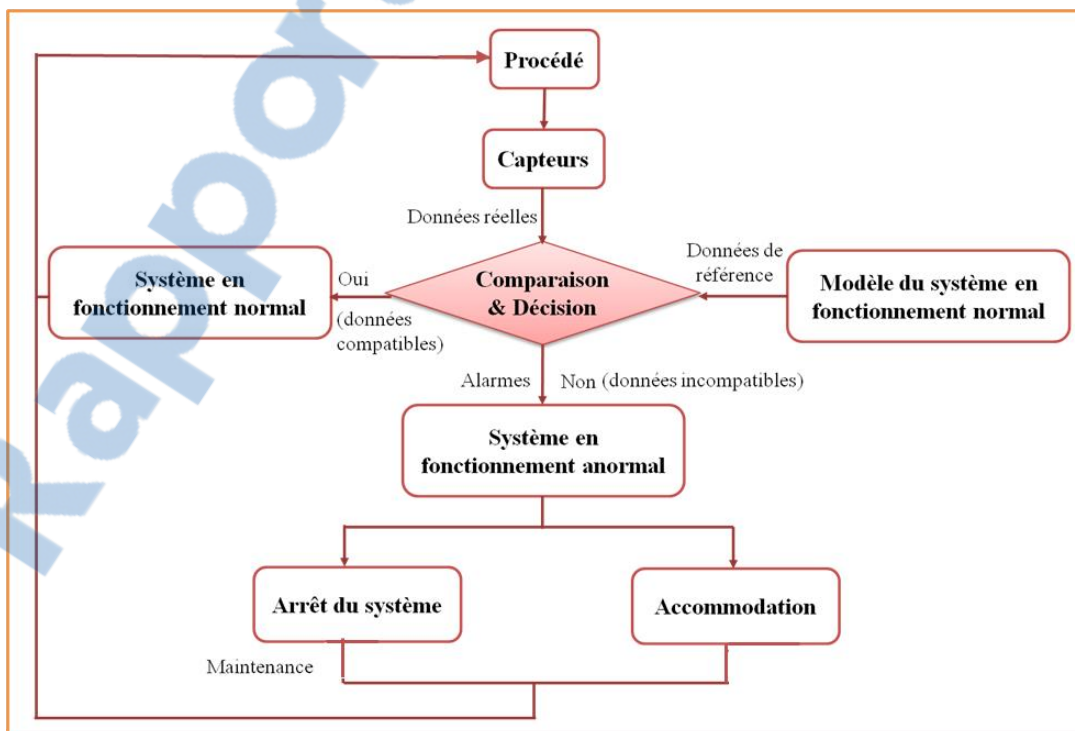 Procédé
Capteurs
Données réelles
Données de
référence
Système en
fonctionnement normal
Oui
(données
compatibles)
Comparaison
& Décision
Modèle du système en
fonctionnement normal
Alarmes
Non (données incompatibles)
Système en
fonctionnement anormal
Arrêt du système
Accommodation
Maintenance
Rappor